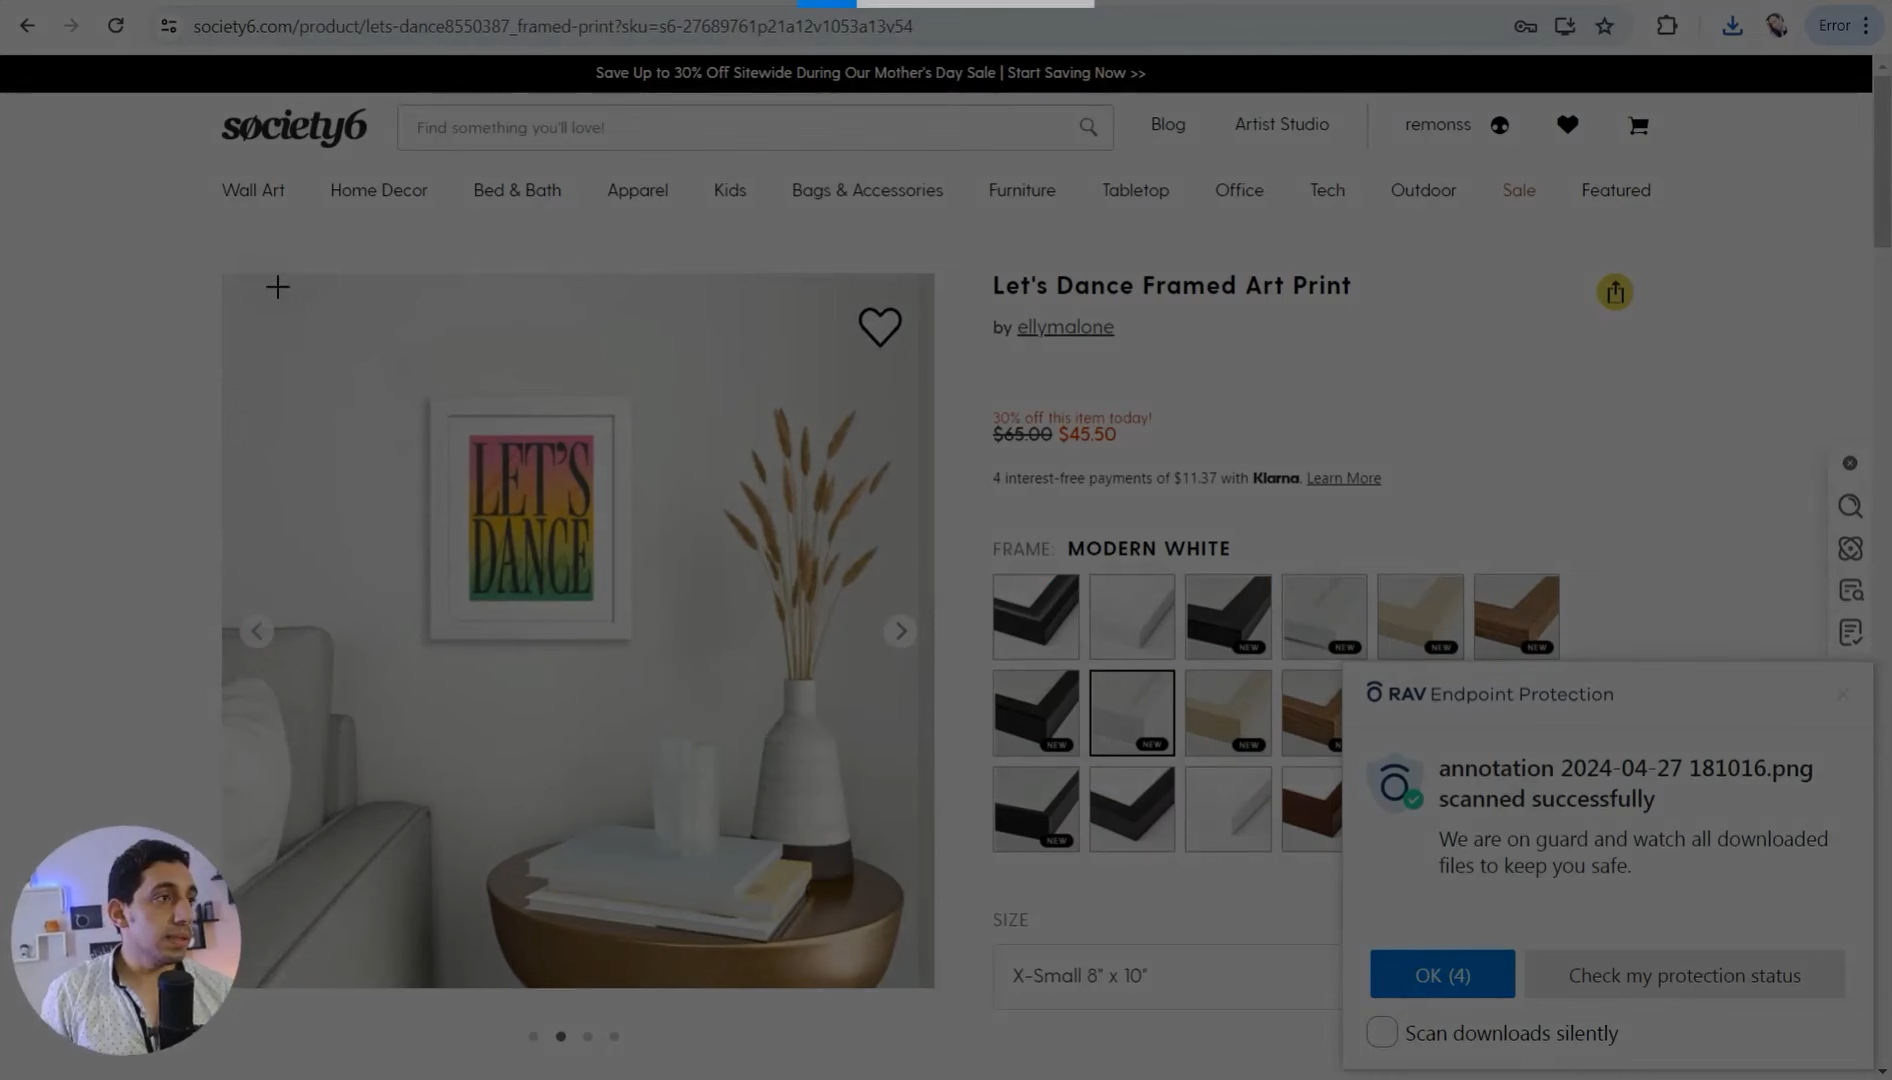 society6.com/product/lets-dance8550387_framed-print?sku=s6-27689761p21a12v1053a13v54
Error
Save Up to 30% Off Sitewide During Our Mother's Day Sale | Start Saving Now >>
society6
Find something you'll love!
Blog
Artist Studio
remonss
Wall Art
Home Decor
Bed & Bath
Apparel
Kids
Bags & Accessories
Furniture
Tabletop
Office
Tech
Outdoor
Sale
Featured
LET'S
DANCE
Let's Dance Framed Art Print
by ellymalone
30% off this item today!
$65.00 $45.50
4 interest-free payments of $11.37 with Klarna. Learn More
FRAME: MODERN WHITE
NEW
NEW
NEW
NEW
NEW
NEW
NEW
NEW
SIZE
X-Small 8" x 10"
RAV Endpoint Protection
annotation 2024-04-27 181016.png
scanned successfully
We are on guard and watch all downloaded
files to keep you safe.
OK (4)
Check my protection status
Scan downloads silently